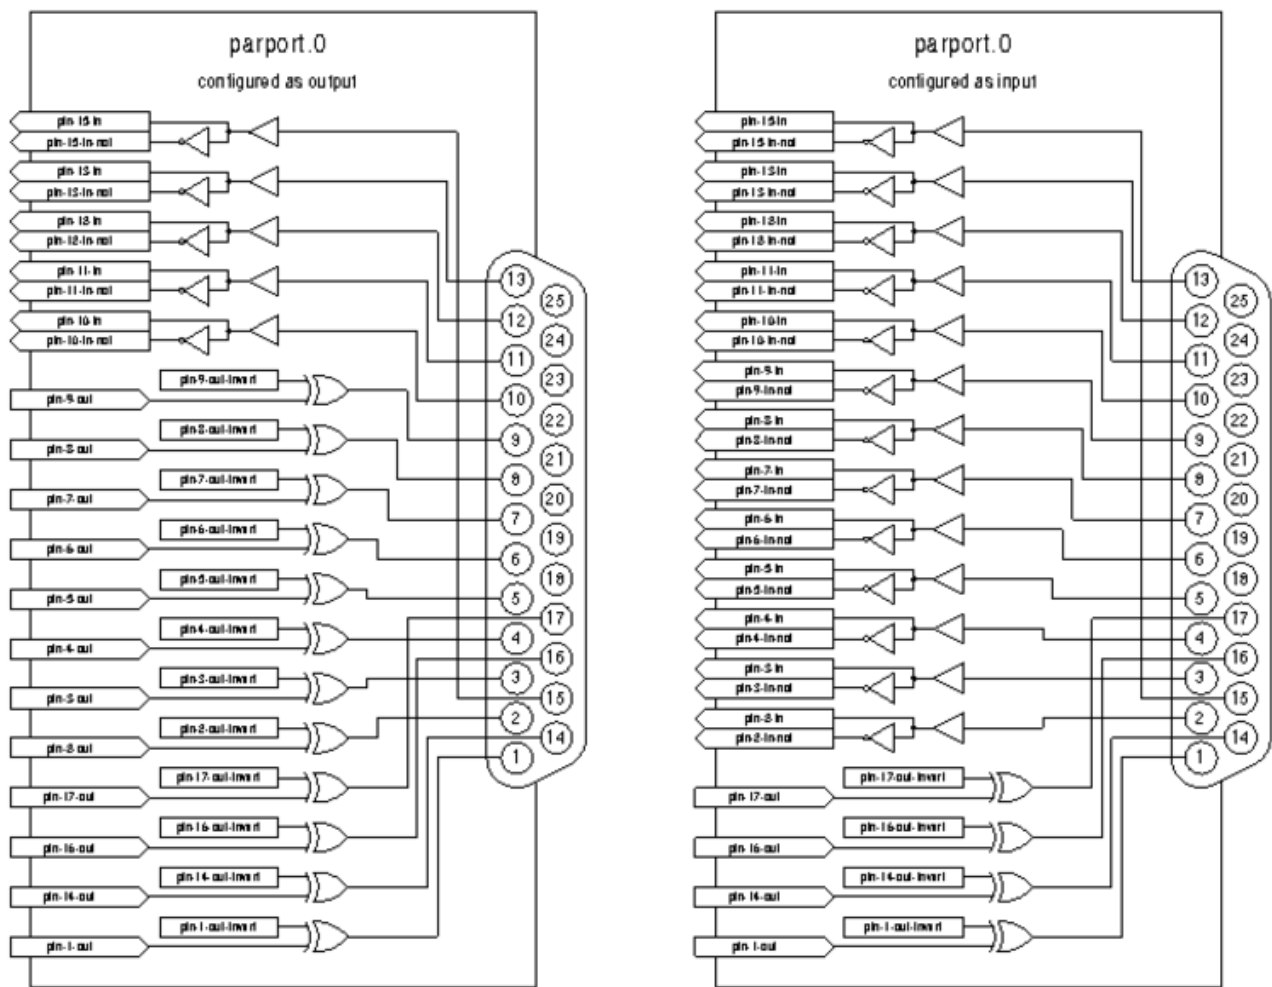 parport.0
configured as output
pin-15-in
pin-15-in-not
pin-13-in
pin-13-in-not
pin-12-in
pin-12-in-not
pin-11-in
pin-11-in-not
pin-10-in
pin-10-in-not
pin-9-out-invert
pin-9-out
pin-8-out-invert
pin-8-out
pin-7-out-invert
pin-7-out
pin-6-out-invert
pin-6-out
pin-5-out-invert
pin-5-out
pin-4-out-invert
pin-4-out
pin-3-out-invert
pin-3-out
pin-2-out-invert
pin-2-out
pin-17-out-invert
pin-17-out
pin-16-out-invert
pin-16-out
pin-14-out-invert
pin-14-out
pin-1-out-invert
pin-1-out
13
25
12
24
11
23
10
22
9
21
8
20
7
19
6
18
5
17
4
16
3
15
2
14
1
parport.0
configured as input
pin-15-in
pin-15-in-not
pin-13-in
pin-13-in-not
pin-12-in
pin-12-in-not
pin-11-in
pin-11-in-not
pin-10-in
pin-10-in-not
pin-9-in
pin-9-in-not
pin-8-in
pin-8-in-not
pin-7-in
pin-7-in-not
pin-6-in
pin-6-in-not
pin-5-in
pin-5-in-not
pin-4-in
pin-4-in-not
pin-3-in
pin-3-in-not
pin-2-in
pin-2-in-not
pin-17-out-invert
pin-17-out
pin-16-out-invert
pin-16-out
pin-14-out-invert
pin-14-out
pin-1-out-invert
pin-1-out
13
25
12
24
11
23
10
22
9
21
8
20
7
19
6
18
5
17
4
16
3
15
2
14
1